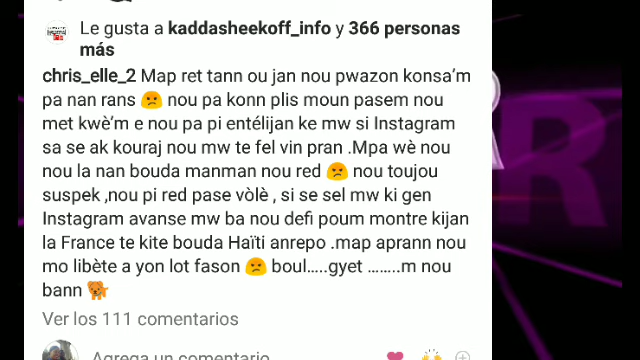 Le gusta a kaddasheekoff_info y 366 personas
más
chris_elle_2 Map ret tann ou jan nou pwazon konsa’m
pa nan rans 😡 nou pa konn plis moun pasem nou
met kwè’m e nou pa pi entélijan ke mw si Instagram
sa se ak kouraj nou mw te fel vin pran .Mpa wè nou
nou la nan bouda manman nou red 😡 nou toujou
suspek ,nou pi red pase vòlè , si se sel mw ki gen
Instagram avanse mw ba nou defi poum montre kijan
la France te kite bouda Haïti anrepo .map aprann nou
mo libète a yon lot fason 😡 boul…..gyet ……..m nou
bann 🐕
Ver los 111 comentarios
Agrega un comentario